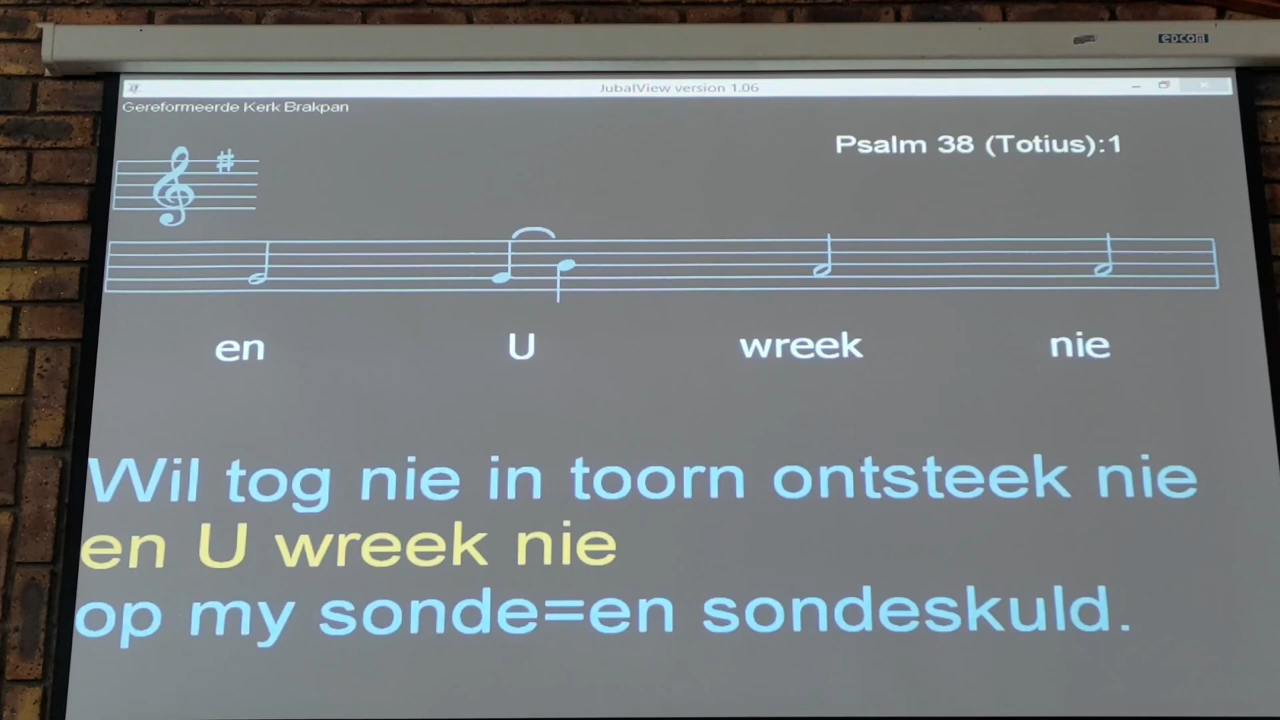 EDCOM
JubalView version 1.06
Gereformeerde Kerk Brakpan
Psalm 38 (Totius):1
en U wreek nie
Wil tog nie in toorn ontsteek nie
en U wreek nie
op my sonde=en sondeskuld.